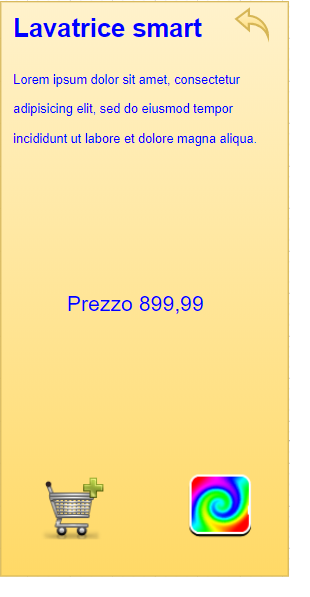 Lavatrice smart
Lorem ipsum dolor sit amet, consectetur
adipisicing elit, sed do eiusmod tempor
incididunt ut labore et dolore magna aliqua.
Prezzo 899,99